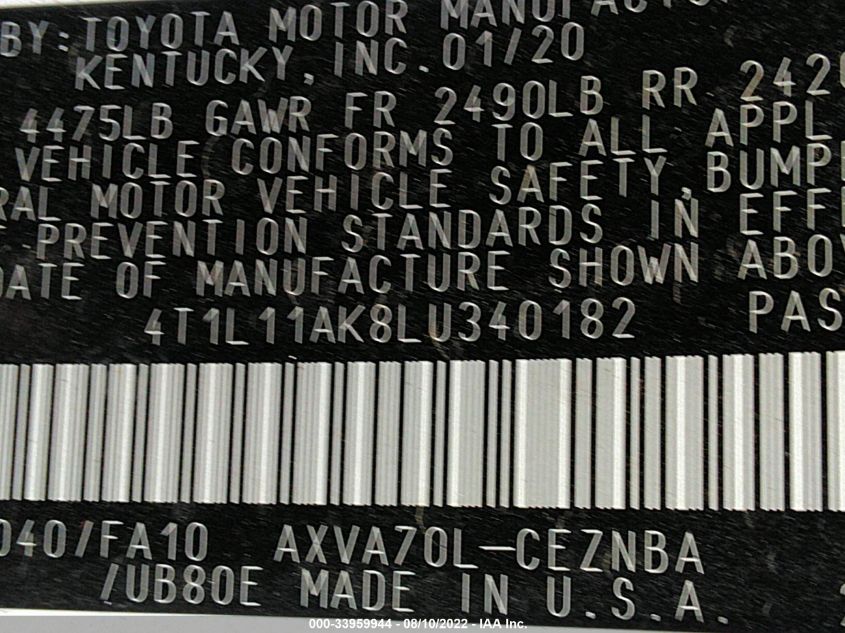 BY: TOYOTA MOTOR MANUFACTUR
KENTUCKY, INC. 01/20
4475LB GAWR FR 2490LB RR 242
VEHICLE CONFORMS TO ALL APPL
RAL MOTOR VEHICLE SAFETY, BUMP
PREVENTION STANDARDS IN EFF
DATE OF MANUFACTURE SHOWN ABOV
4T1L11AK8LU340182 PAS
040/FA10 AXVA70L-CEZNBA
/UB80E MADE IN U.S.A.
000-33959944 - 08/10/2022 - IAA Inc.